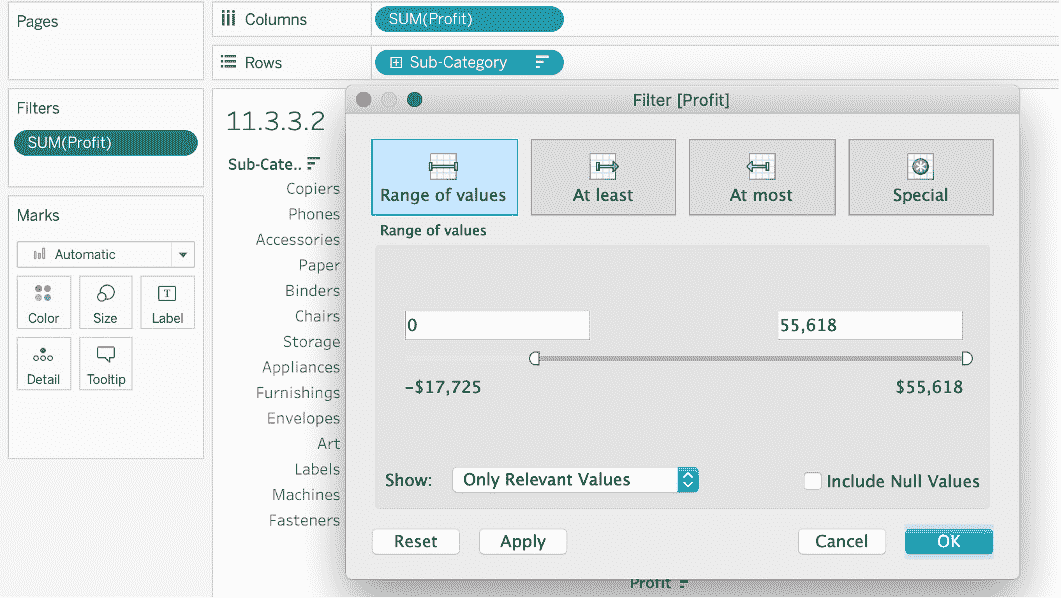 Pages
Columns
SUM(Profit)
Rows
Sub-Category
Filters
SUM(Profit)
Marks
Automatic
Color
Size
Label
Detail
Tooltip
11.3.3.2
Sub-Cate..
Copiers
Phones
Accessories
Paper
Binders
Chairs
Storage
Appliances
Furnishings
Envelopes
Art
Labels
Machines
Fasteners
Filter [Profit]
Range of values
At least
At most
Special
Range of values
0
55,618
-$17,725
$55,618
Show:
Only Relevant Values
Include Null Values
Reset
Apply
Cancel
OK
Profit